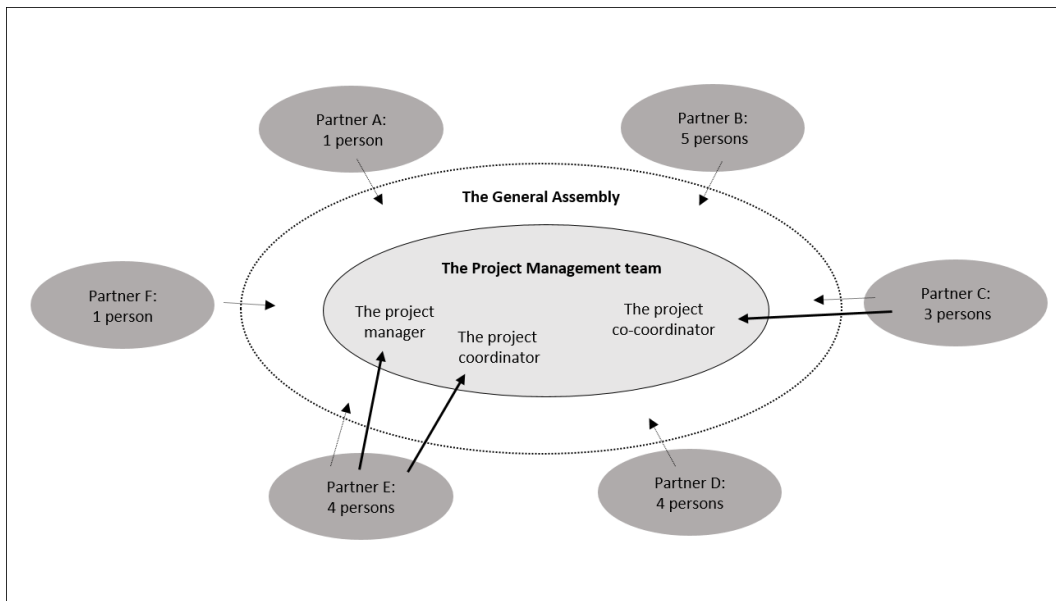 Partner A:
1 person
Partner B:
5 persons
The General Assembly
The Project Management team
Partner F:
1 person
The project
manager
The project
coordinator
The project
co-coordinator
Partner C:
3 persons
Partner E:
4 persons
Partner D:
4 persons